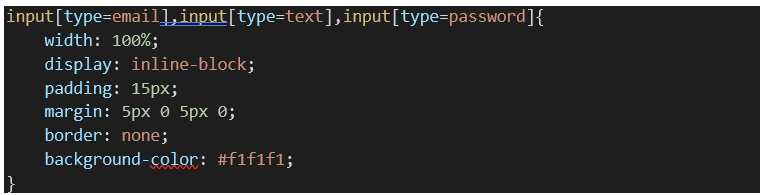 input[type=email],input[type=text],input[type=password]{
    width: 100%;
    display: inline-block;
    padding: 15px;
    margin: 5px 0 5px 0;
    border: none;
    background-color: #f1f1f1;
}